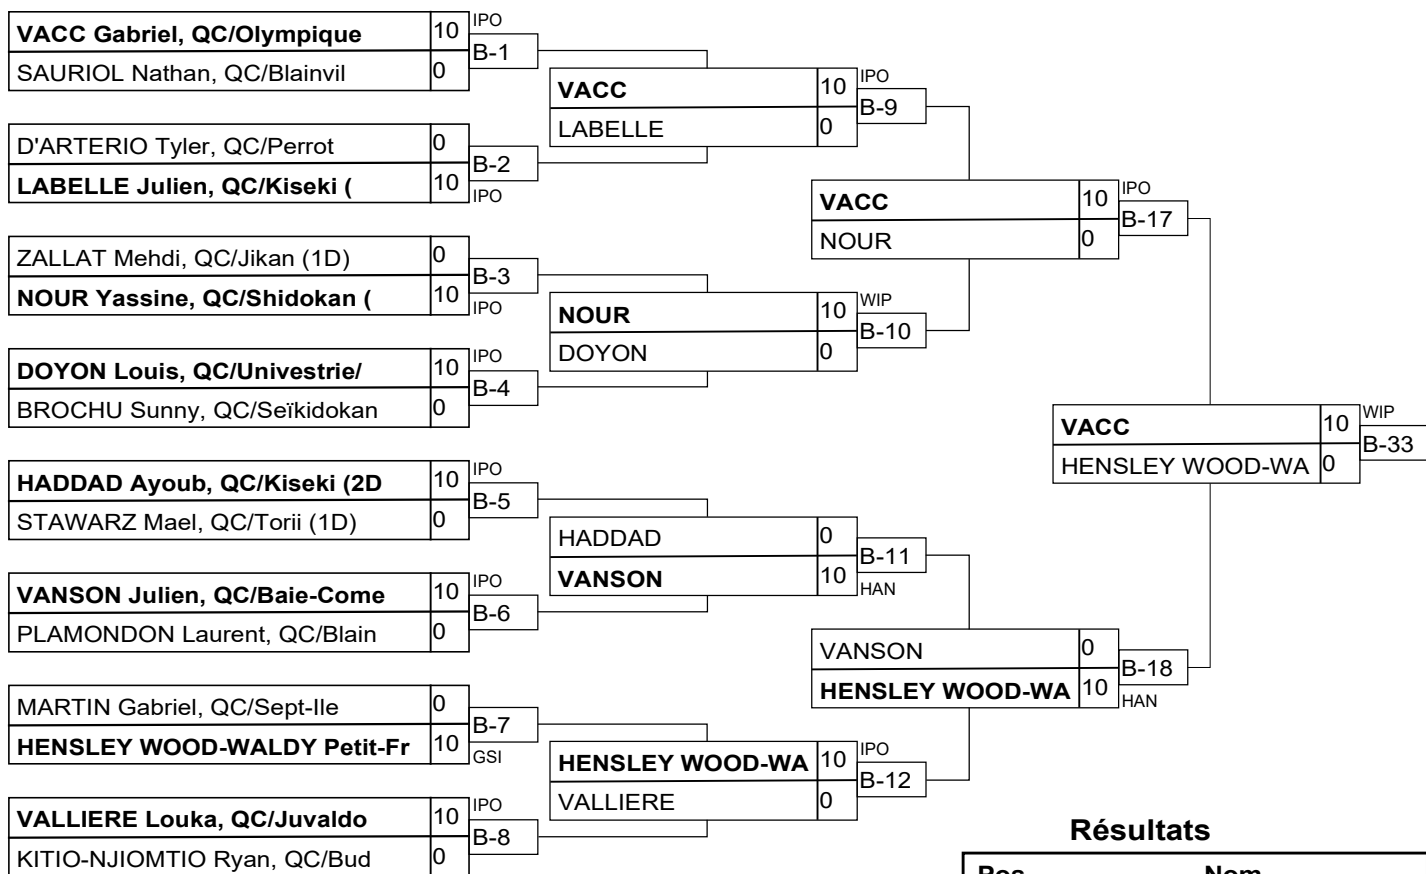 VACC Gabriel, QC/Olympique 10 IPO
B-1
SAURIOL Nathan, QC/Blainvil 0
D'ARTERIO Tyler, QC/Perrot 0
B-2
LABELLE Julien, QC/Kiseki ( 10 IPO
ZALLAT Mehdi, QC/Jikan (1D) 0
B-3
NOUR Yassine, QC/Shidokan ( 10 IPO
DOYON Louis, QC/Univestrie/ 10 IPO
B-4
BROCHU Sunny, QC/Seïkidokan 0
HADDAD Ayoub, QC/Kiseki (2D 10 IPO
B-5
STAWARZ Mael, QC/Torii (1D) 0
VANSON Julien, QC/Baie-Come 10 IPO
B-6
PLAMONDON Laurent, QC/Blain 0
MARTIN Gabriel, QC/Sept-Ile 0
B-7
HENSLEY WOOD-WALDY Petit-Fr 10 GSI
VALLIERE Louka, QC/Juvaldo 10 IPO
B-8
KITIO-NJIOMTIO Ryan, QC/Bud 0
VACC 10 IPO
B-9
LABELLE 0
NOUR 10 WIP
B-10
DOYON 0
HADDAD 0
B-11
VANSON 10 HAN
HENSLEY WOOD-WA 10 IPO
B-12
VALLIERE 0
VACC 10 IPO
B-17
NOUR 0
VANSON 0
B-18
HENSLEY WOOD-WA 10 HAN
VACC 10 WIP
B-33
HENSLEY WOOD-WA 0
Résultats
Pos Nom